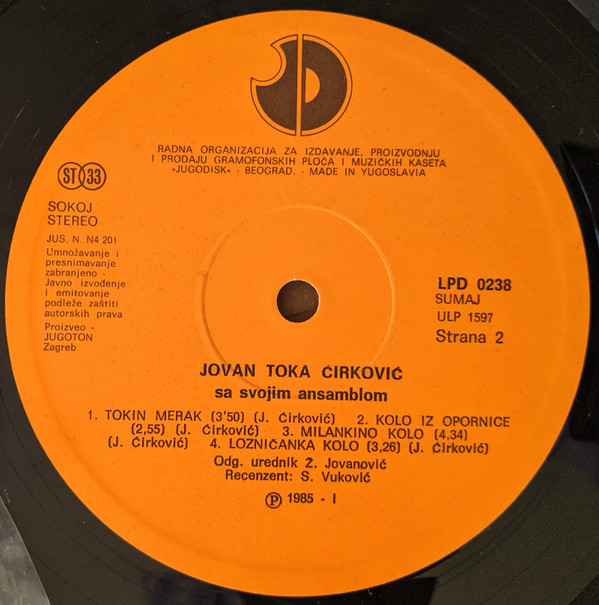 RADNA ORGANIZACIJA ZA IZDAVANJE, PROIZVODNJU
I PRODAJU GRAMOFONSKIH PLOČA I MUZIČKIH KASETA
«JUGODISK» - BEOGRAD. - MADE IN YUGOSLAVIA
ST 33
SOKOJ
STEREO
JUS. N. N4 201
Umnožavanje i
presnimavanje
zabranjeno -
Javno izvođenje
i emitovanje
podleže zaštiti
autorskih prava
Proizveo -
JUGOTON
Zagreb
LPD 0238
SUMAJ
ULP 1597
Strana 2
JOVAN TOKA ĆIRKOVIĆ
sa svojim ansamblom
1. TOKIN MERAK (3'50) (J. Ćirković) 2. KOLO IZ OPORNICE
(2,55) (J. Ćirković) 3. MILANKINO KOLO (4,34)
(J. Ćirković) 4. LOZNIČANKA KOLO (3,26) (J. Ćirković)
Odg. urednik Ž. Jovanović
Recenzent: S. Vuković
Ⓟ 1985 - I